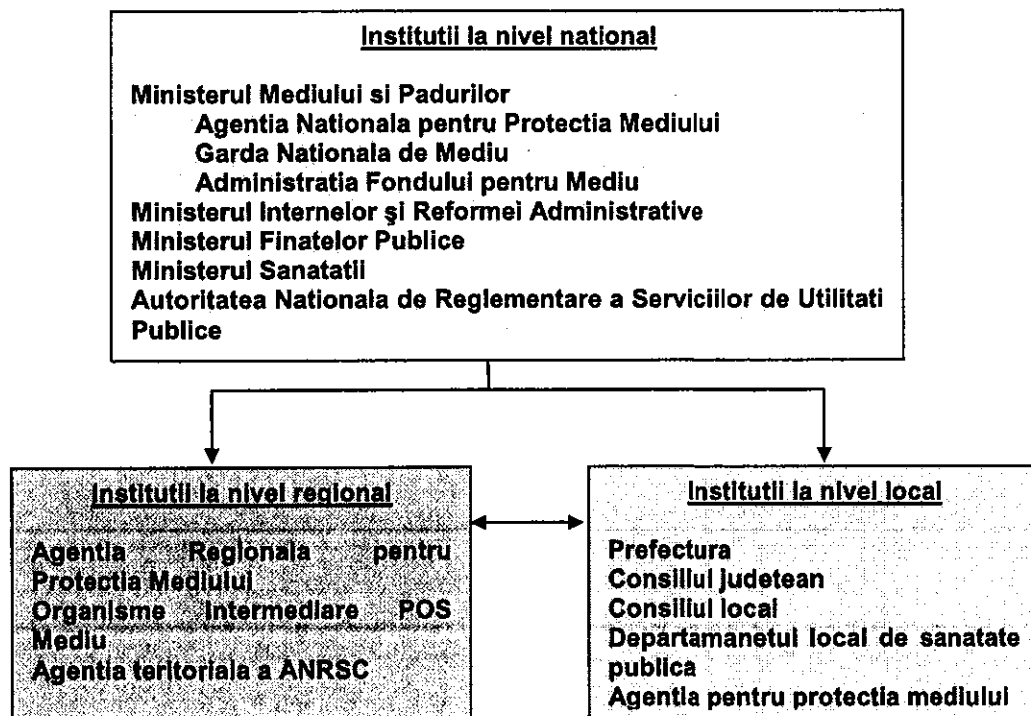 Institutii la nivel national
Ministerul Mediului si Padurilor
Agentia Nationala pentru Protectia Mediului
Garda Nationala de Mediu
Administratia Fondului pentru Mediu
Ministerul Internelor şi Reformei Administrative
Ministerul Finatelor Publice
Ministerul Sanatatii
Autoritatea Nationala de Reglementare a Serviciilor de Utilitati
Publice
Institutii la nivel regional
Agentia Regionala pentru
Protectia Mediului
Organisme Intermediare POS
Mediu
Agentia teritoriala a ANRSC
Institutii la nivel local
Prefectura
Consiliul judetean
Consiliul local
Departamanetul local de sanatate
publica
Agentia pentru protectia mediului